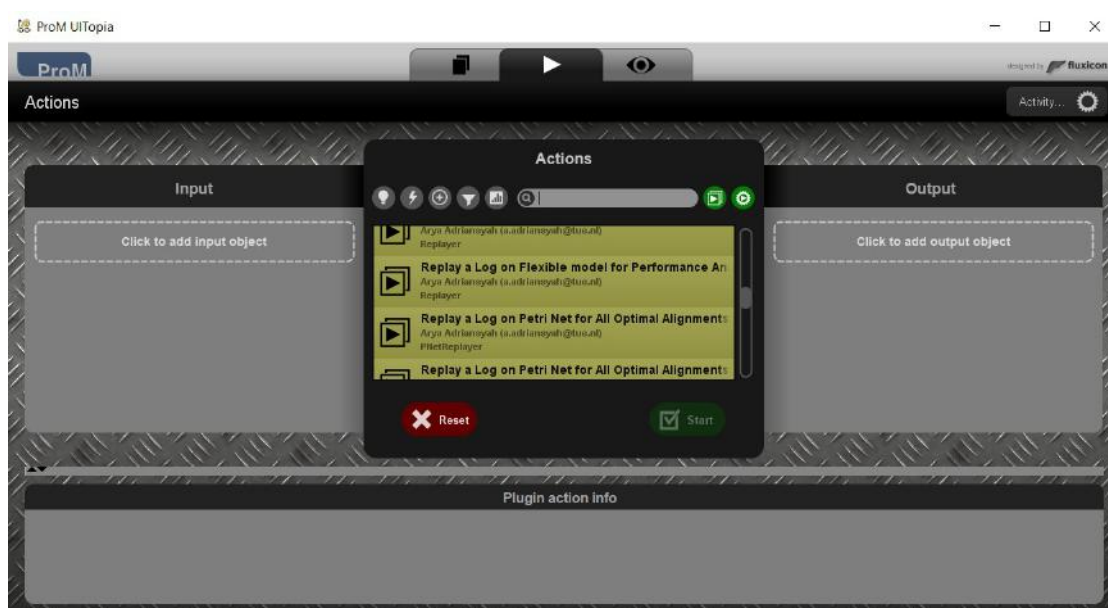 ProM UITopia
ProM
designed by fluxicon
Actions
Activity...
Actions
Input
Output
Click to add input object
Click to add output object
Arya Adriansyah (a.adriansyah@tue.nl)
Replayer
Replay a Log on Flexible model for Performance An
Arya Adriansyah (a.adriansyah@tue.nl)
Replayer
Replay a Log on Petri Net for All Optimal Alignments
Arya Adriansyah (a.adriansyah@tue.nl)
PNetReplayer
Replay a Log on Petri Net for All Optimal Alignments
Reset
Start
Plugin action info